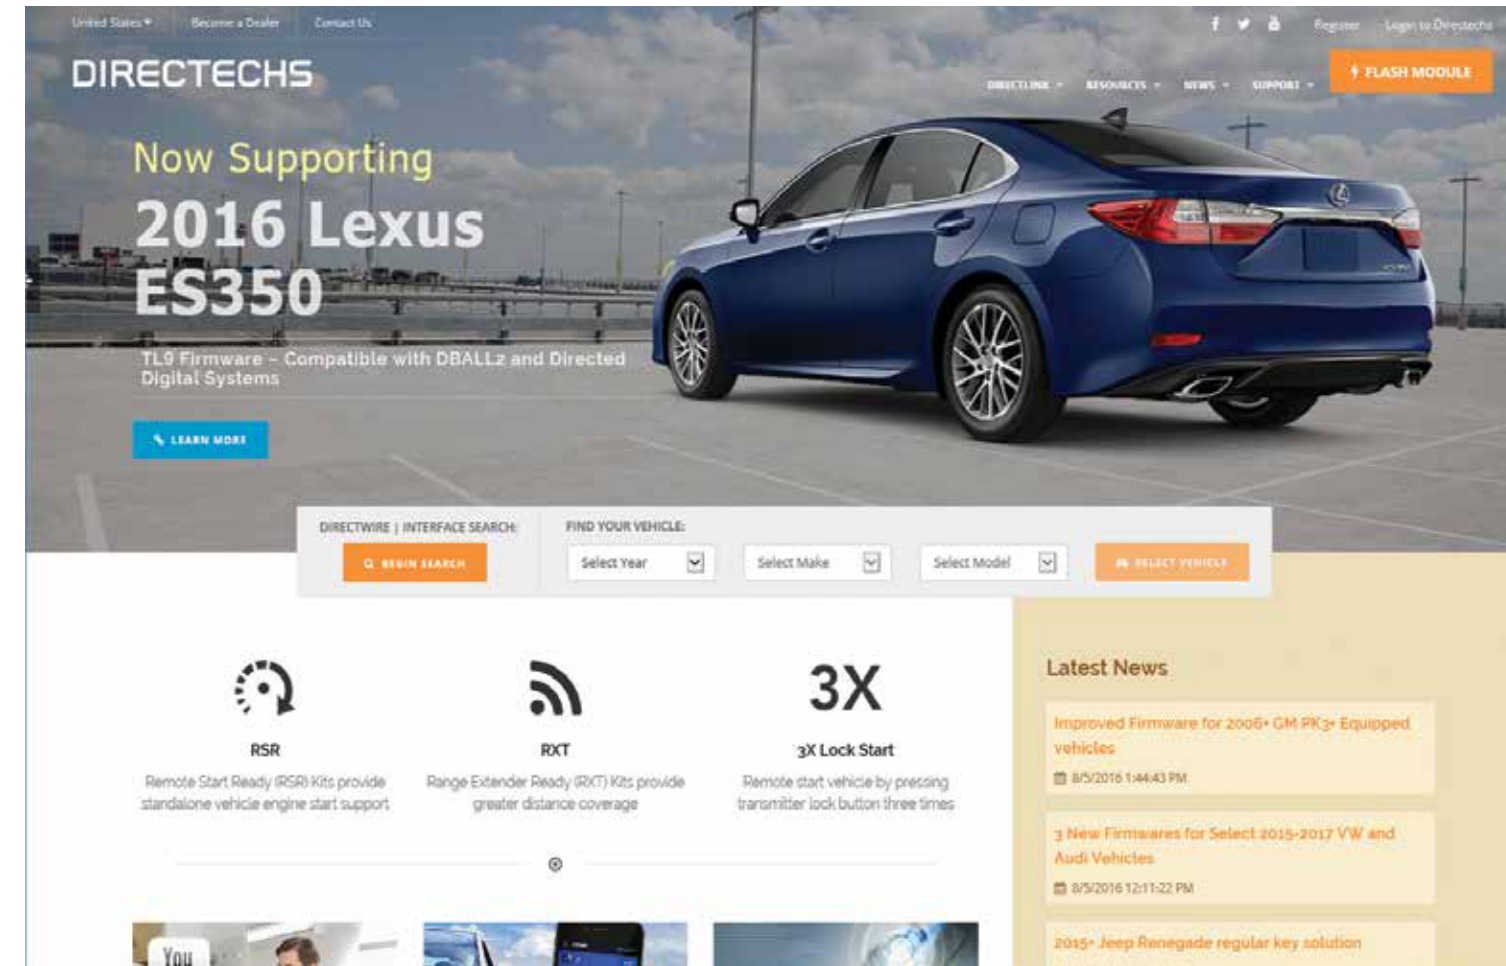 United States
Become a Dealer
Contact Us
Register
Login to Directechs
DIRECTECHS
DIRECTLINK
RESOURCES
NEWS
SUPPORT
FLASH MODULE
Now Supporting
2016 Lexus
ES350
TL9 Firmware – Compatible with DBALL2 and Directed
Digital Systems
LEARN MORE
DIRECTWIRE | INTERFACE SEARCH:
BEGIN SEARCH
FIND YOUR VEHICLE:
Select Year
Select Make
Select Model
SELECT VEHICLE
RSR
Remote Start Ready (RSR) Kits provide
standalone vehicle engine start support
RXT
Range Extender Ready (RXT) Kits provide
greater distance coverage
3X
3X Lock Start
Remote start vehicle by pressing
transmitter lock button three times
You
Latest News
Improved Firmware for 2006+ GM PK3+ Equipped
vehicles
8/5/2016 1:44:43 PM
3 New Firmwares for Select 2015-2017 VW and
Audi Vehicles
8/5/2016 12:11:22 PM
2015+ Jeep Renegade regular key solution